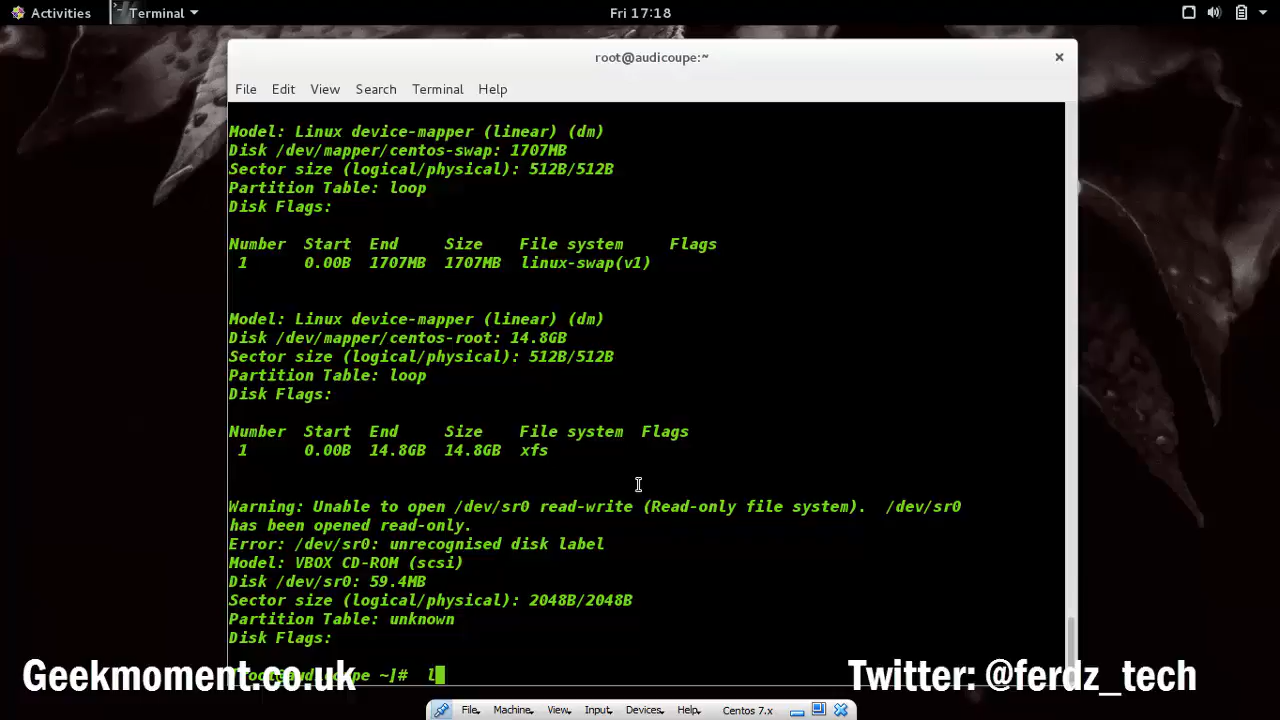 Activities Terminal Fri 17:18
root@audicoupe:~
File Edit View Search Terminal Help
Model: Linux device-mapper (linear) (dm)
Disk /dev/mapper/centos-swap: 1707MB
Sector size (logical/physical): 512B/512B
Partition Table: loop
Disk Flags:
Number Start End Size File system Flags
1 0.00B 1707MB 1707MB linux-swap(v1)
Model: Linux device-mapper (linear) (dm)
Disk /dev/mapper/centos-root: 14.8GB
Sector size (logical/physical): 512B/512B
Partition Table: loop
Disk Flags:
Number Start End Size File system Flags
1 0.00B 14.8GB 14.8GB xfs
Warning: Unable to open /dev/sr0 read-write (Read-only file system). /dev/sr0
has been opened read-only.
Error: /dev/sr0: unrecognised disk label
Model: VBOX CD-ROM (scsi)
Disk /dev/sr0: 59.4MB
Sector size (logical/physical): 2048B/2048B
Partition Table: unknown
Disk Flags:
~]# l
Geekmoment.co.uk Twitter: @ferdz_tech
File Machine View Input Devices Help Centos 7.x